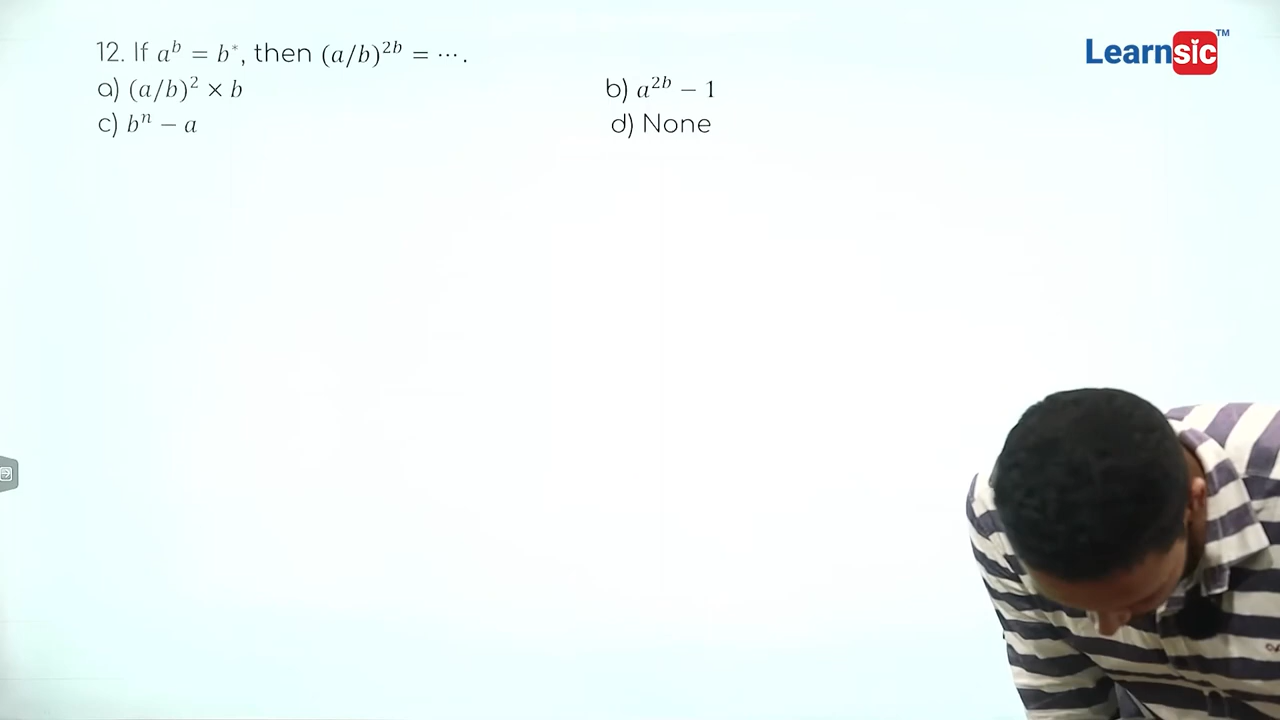 Learnsic™
12. If a^b = b^*, then (a/b)^{2b} = ⋯.
a) (a/b)^2 × b
b) a^{2b} − 1
c) b^n − a
d) None